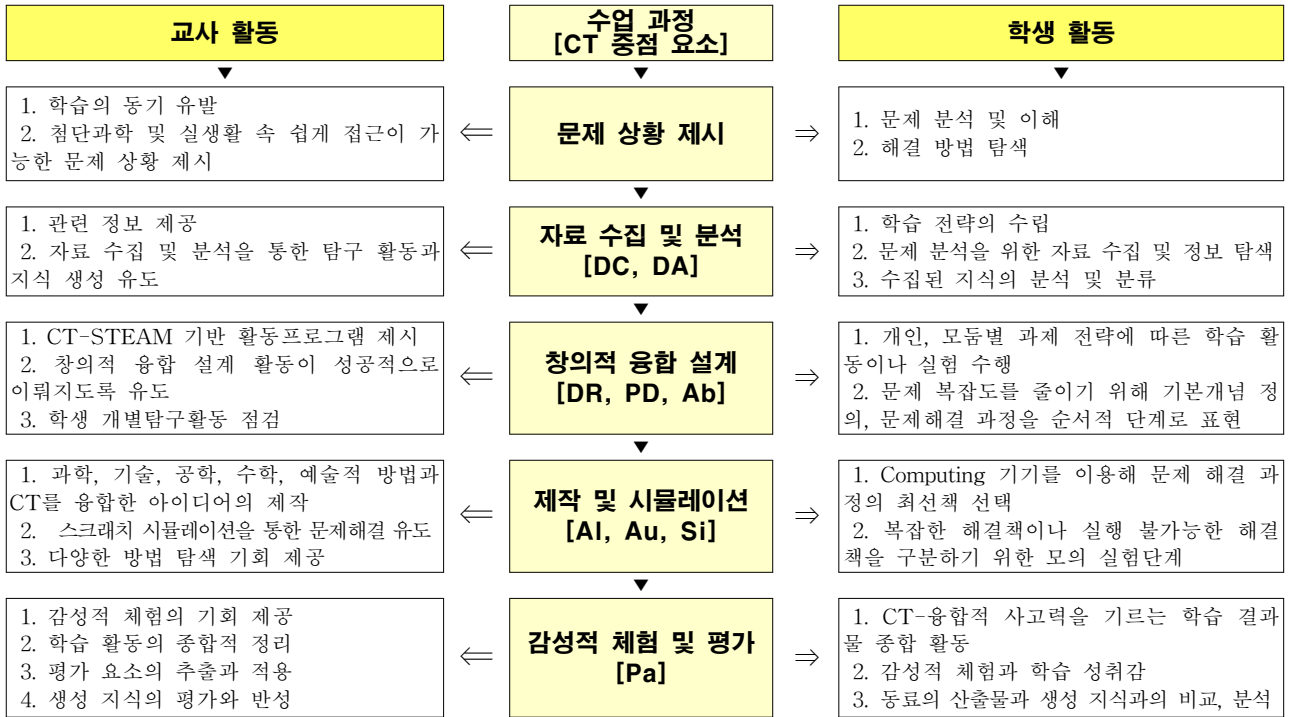 교사 활동
수업 과정
[CT 중점 요소]
학생 활동
▼
▼
▼
1. 학습의 동기 유발
2. 첨단과학 및 실생활 속 쉽게 접근이 가
능한 문제 상황 제시
⇐
문제 상황 제시
⇒
1. 문제 분석 및 이해
2. 해결 방법 탐색
▼
1. 관련 정보 제공
2. 자료 수집 및 분석을 통한 탐구 활동과
지식 생성 유도
⇐
자료 수집 및 분석
[DC, DA]
⇒
1. 학습 전략의 수립
2. 문제 분석을 위한 자료 수집 및 정보 탐색
3. 수집된 지식의 분석 및 분류
▼
1. CT-STEAM 기반 활동프로그램 제시
2. 창의적 융합 설계 활동이 성공적으로
이뤄지도록 유도
3. 학생 개별탐구활동 점검
⇐
창의적 융합 설계
[DR, PD, Ab]
⇒
1. 개인, 모둠별 과제 전략에 따른 학습 활
동이나 실험 수행
2. 문제 복잡도를 줄이기 위해 기본개념 정
의, 문제해결 과정을 순서적 단계로 표현
▼
1. 과학, 기술, 공학, 수학, 예술적 방법과
CT를 융합한 아이디어의 제작
2. 스크래치 시뮬레이션을 통한 문제해결 유도
3. 다양한 방법 탐색 기회 제공
⇐
제작 및 시뮬레이션
[Al, Au, Si]
⇒
1. Computing 기기를 이용해 문제 해결 과
정의 최선책 선택
2. 복잡한 해결책이나 실행 불가능한 해결
책을 구분하기 위한 모의 실험단계
▼
1. 감성적 체험의 기회 제공
2. 학습 활동의 종합적 정리
3. 평가 요소의 추출과 적용
4. 생성 지식의 평가와 반성
⇐
감성적 체험 및 평가
[Pa]
⇒
1. CT-융합적 사고력을 기르는 학습 결과
물 종합 활동
2. 감성적 체험과 학습 성취감
3. 동료의 산출물과 생성 지식과의 비교, 분석